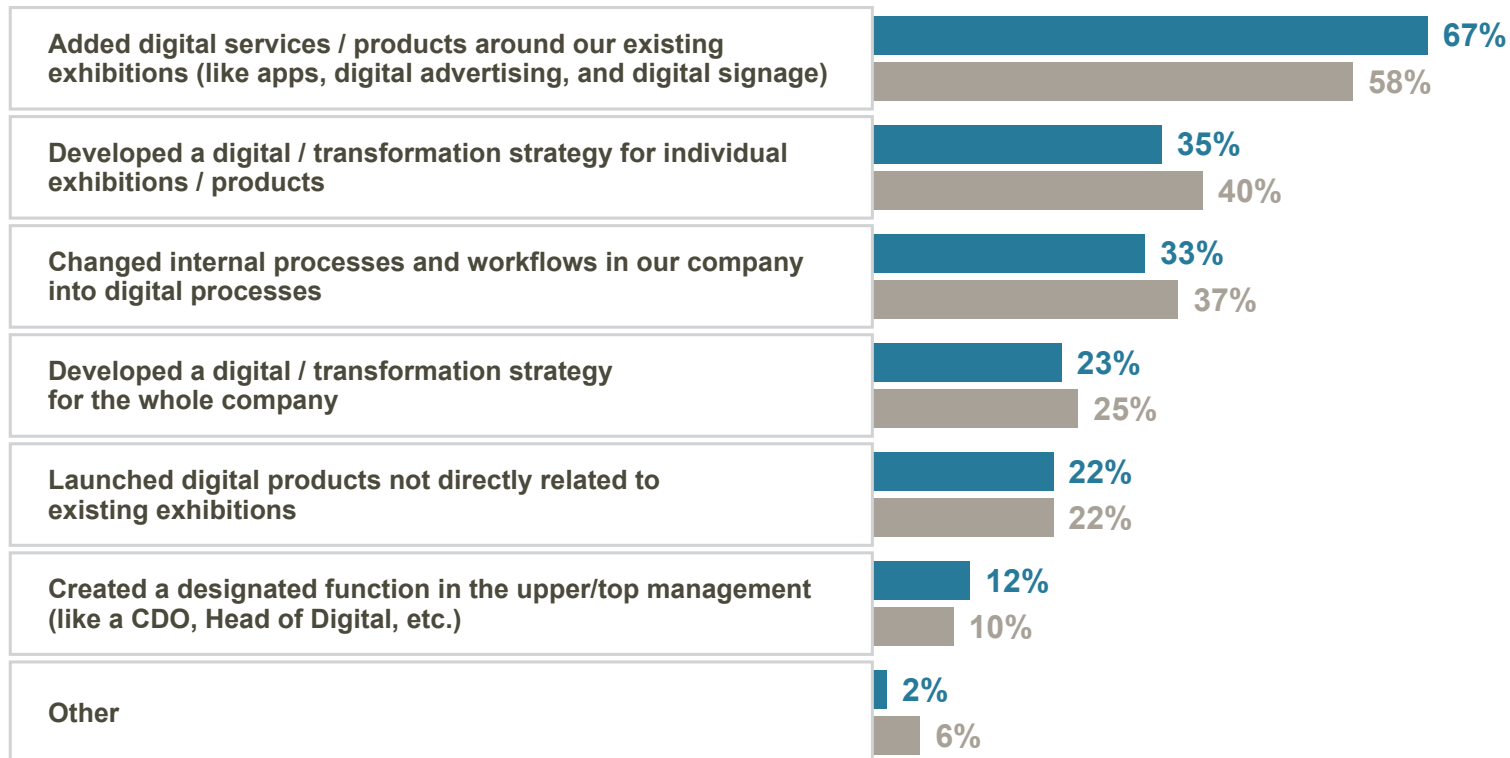 Added digital services / products around our existing
exhibitions (like apps, digital advertising, and digital signage)
67%
58%
Developed a digital / transformation strategy for individual
exhibitions / products
35%
40%
Changed internal processes and workflows in our company
into digital processes
33%
37%
Developed a digital / transformation strategy
for the whole company
23%
25%
Launched digital products not directly related to
existing exhibitions
22%
22%
Created a designated function in the upper/top management
(like a CDO, Head of Digital, etc.)
12%
10%
Other
2%
6%